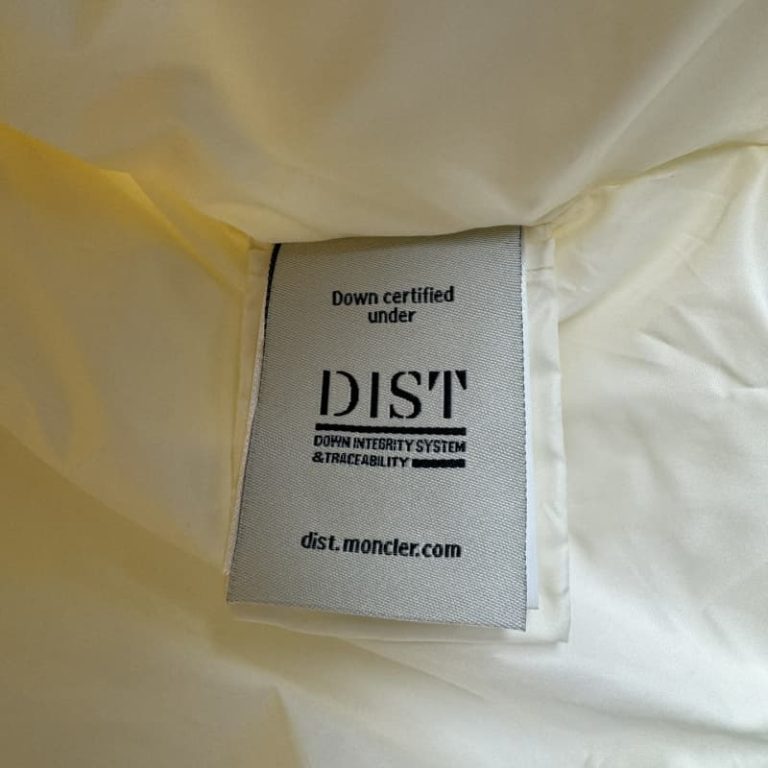 Down certified
under
DIST
DOWN INTEGRITY SYSTEM
&TRACEABILITY
dist.moncler.com